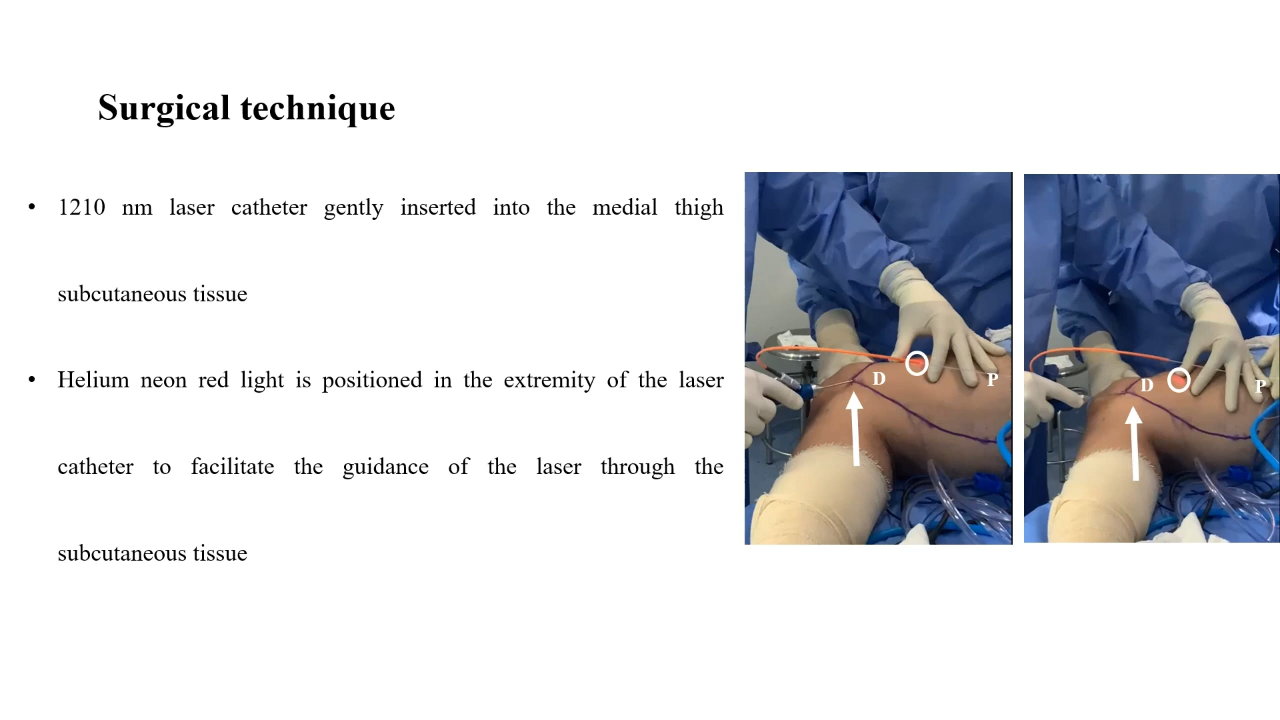 Surgical technique
• 1210 nm laser catheter gently inserted into the medial thigh
subcutaneous tissue
• Helium neon red light is positioned in the extremity of the laser
catheter to facilitate the guidance of the laser through the
subcutaneous tissue
D
P
D
P